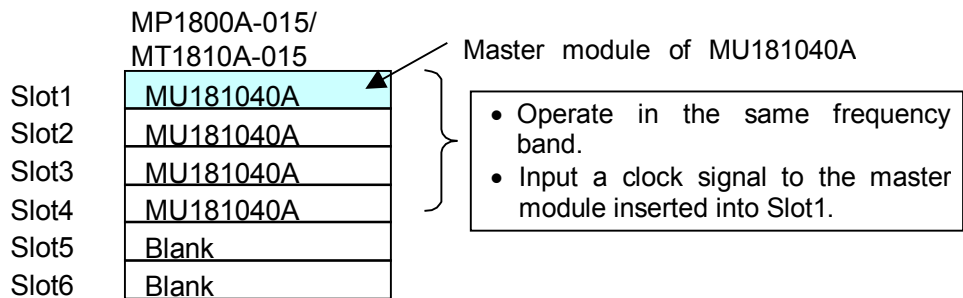 MP1800A-015/
MT1810A-015
Master module of MU181040A
Slot1 MU181040A
Slot2 MU181040A
Slot3 MU181040A
Slot4 MU181040A
Slot5 Blank
Slot6 Blank
• Operate in the same frequency
band.
• Input a clock signal to the master
module inserted into Slot1.